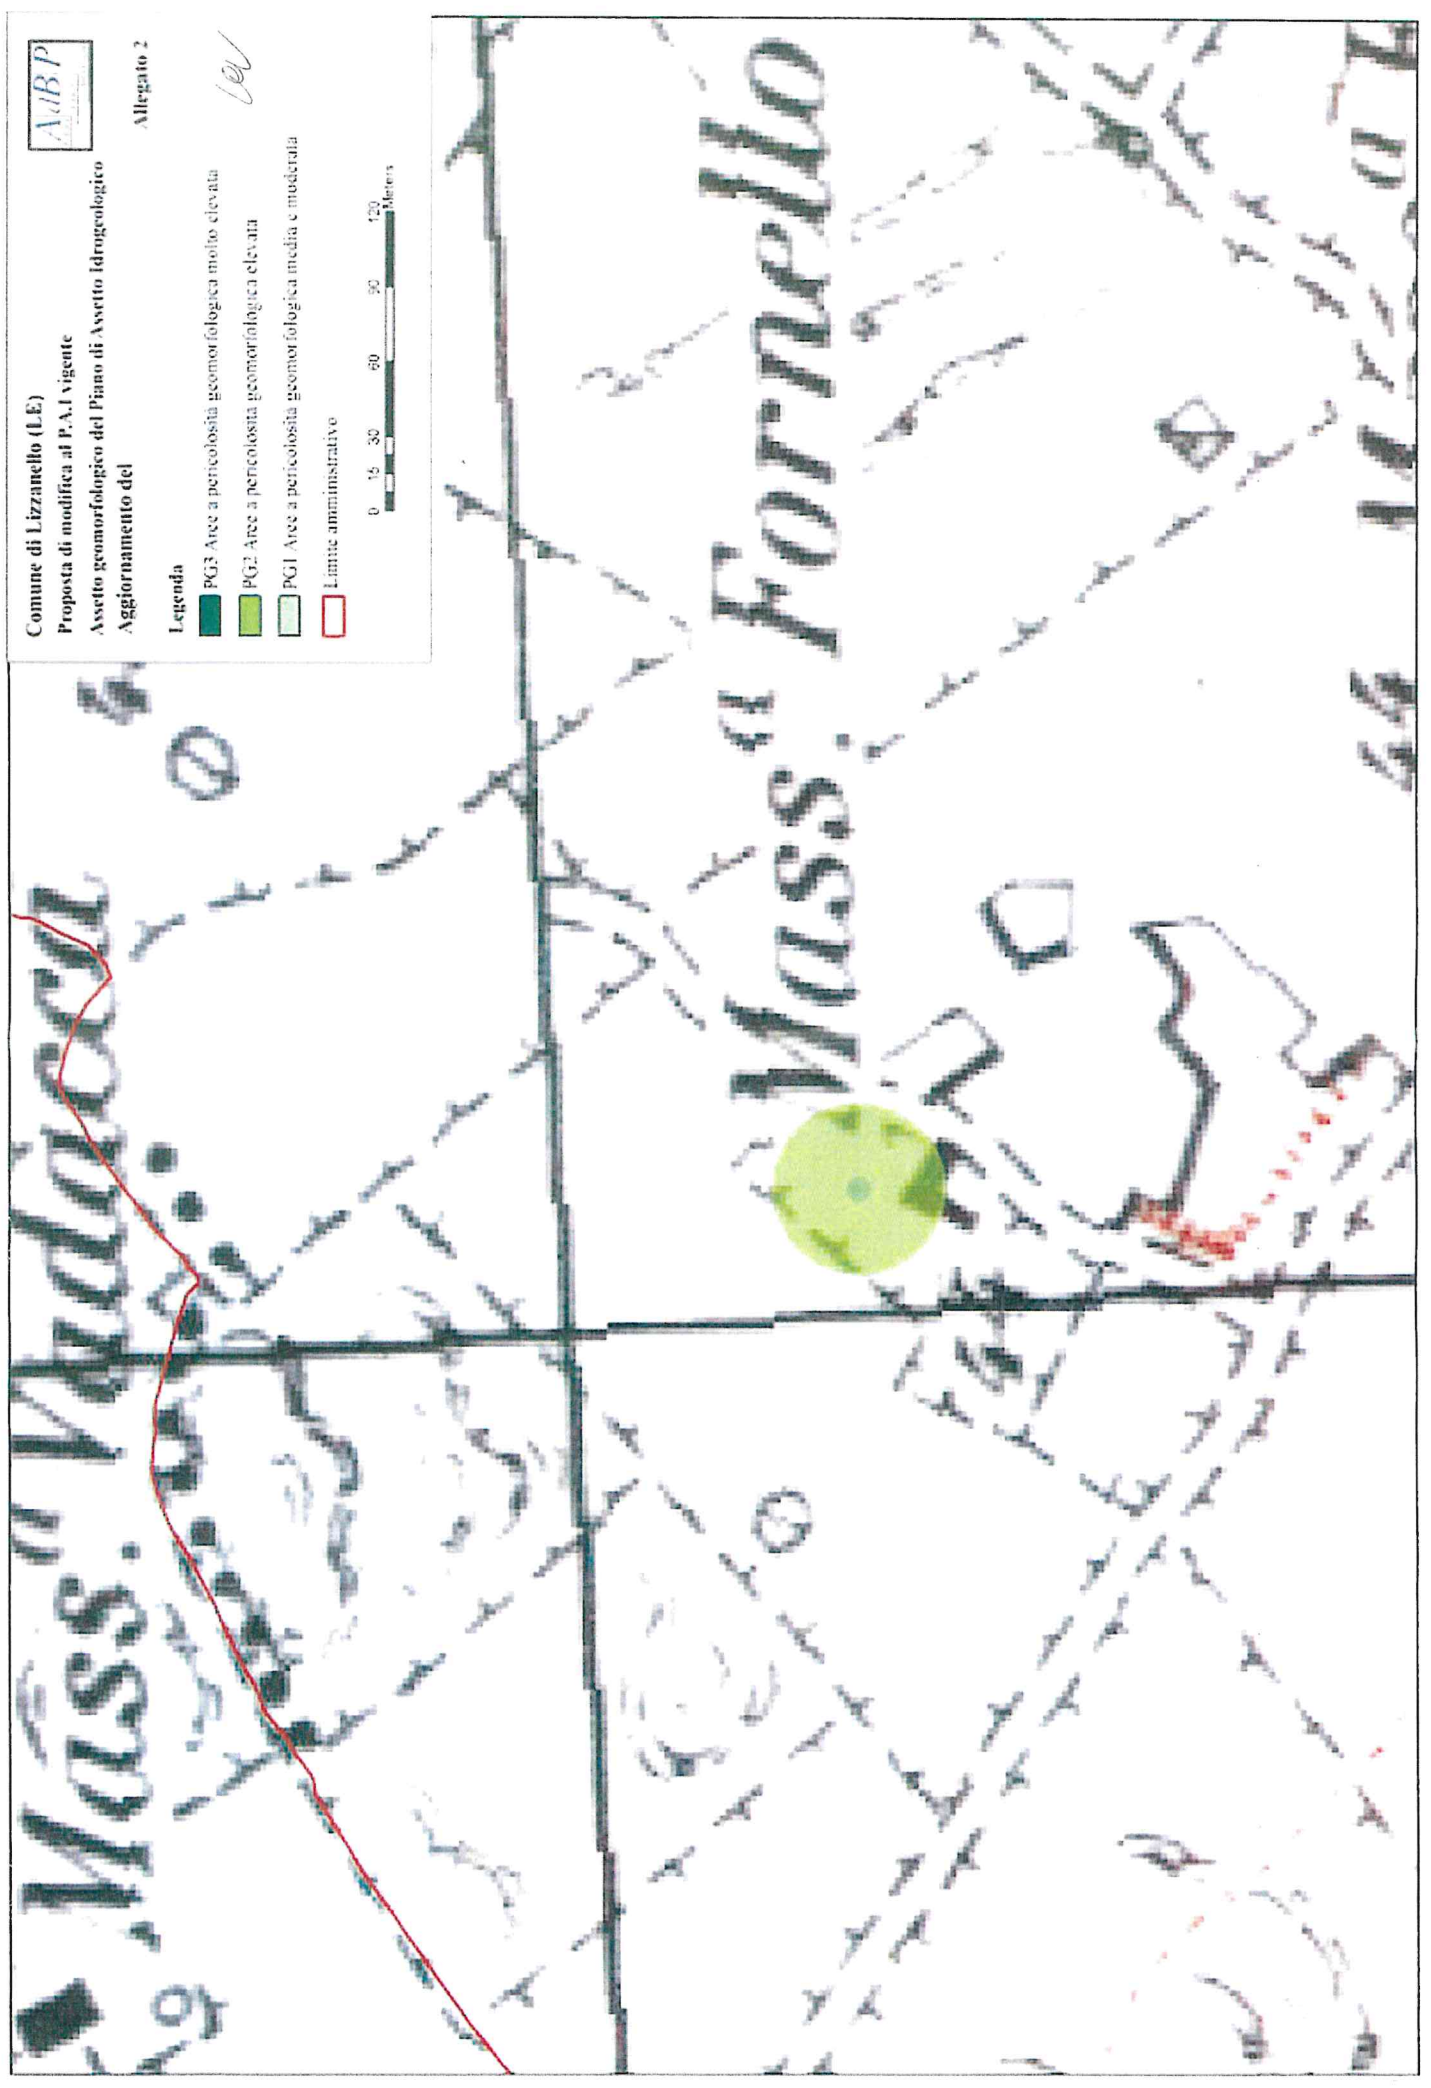 Comune di Lizzanello (LE)
Proposta di modifica al P.A.I vigente
Assetto geomorfologico del Piano di Assetto Idrogeologico
Aggiornamento del
Allegato 2
AdBP
Legenda
PG3 Aree a pericolosità geomorfologica molto elevata
PG2 Aree a pericolosità geomorfologica elevata
PG1 Aree a pericolosità geomorfologica media e moderata
Limite amministrativo
0 15 30 60 90 120
Meters
Mass.ª Vadacca
Mass.ª Fornello